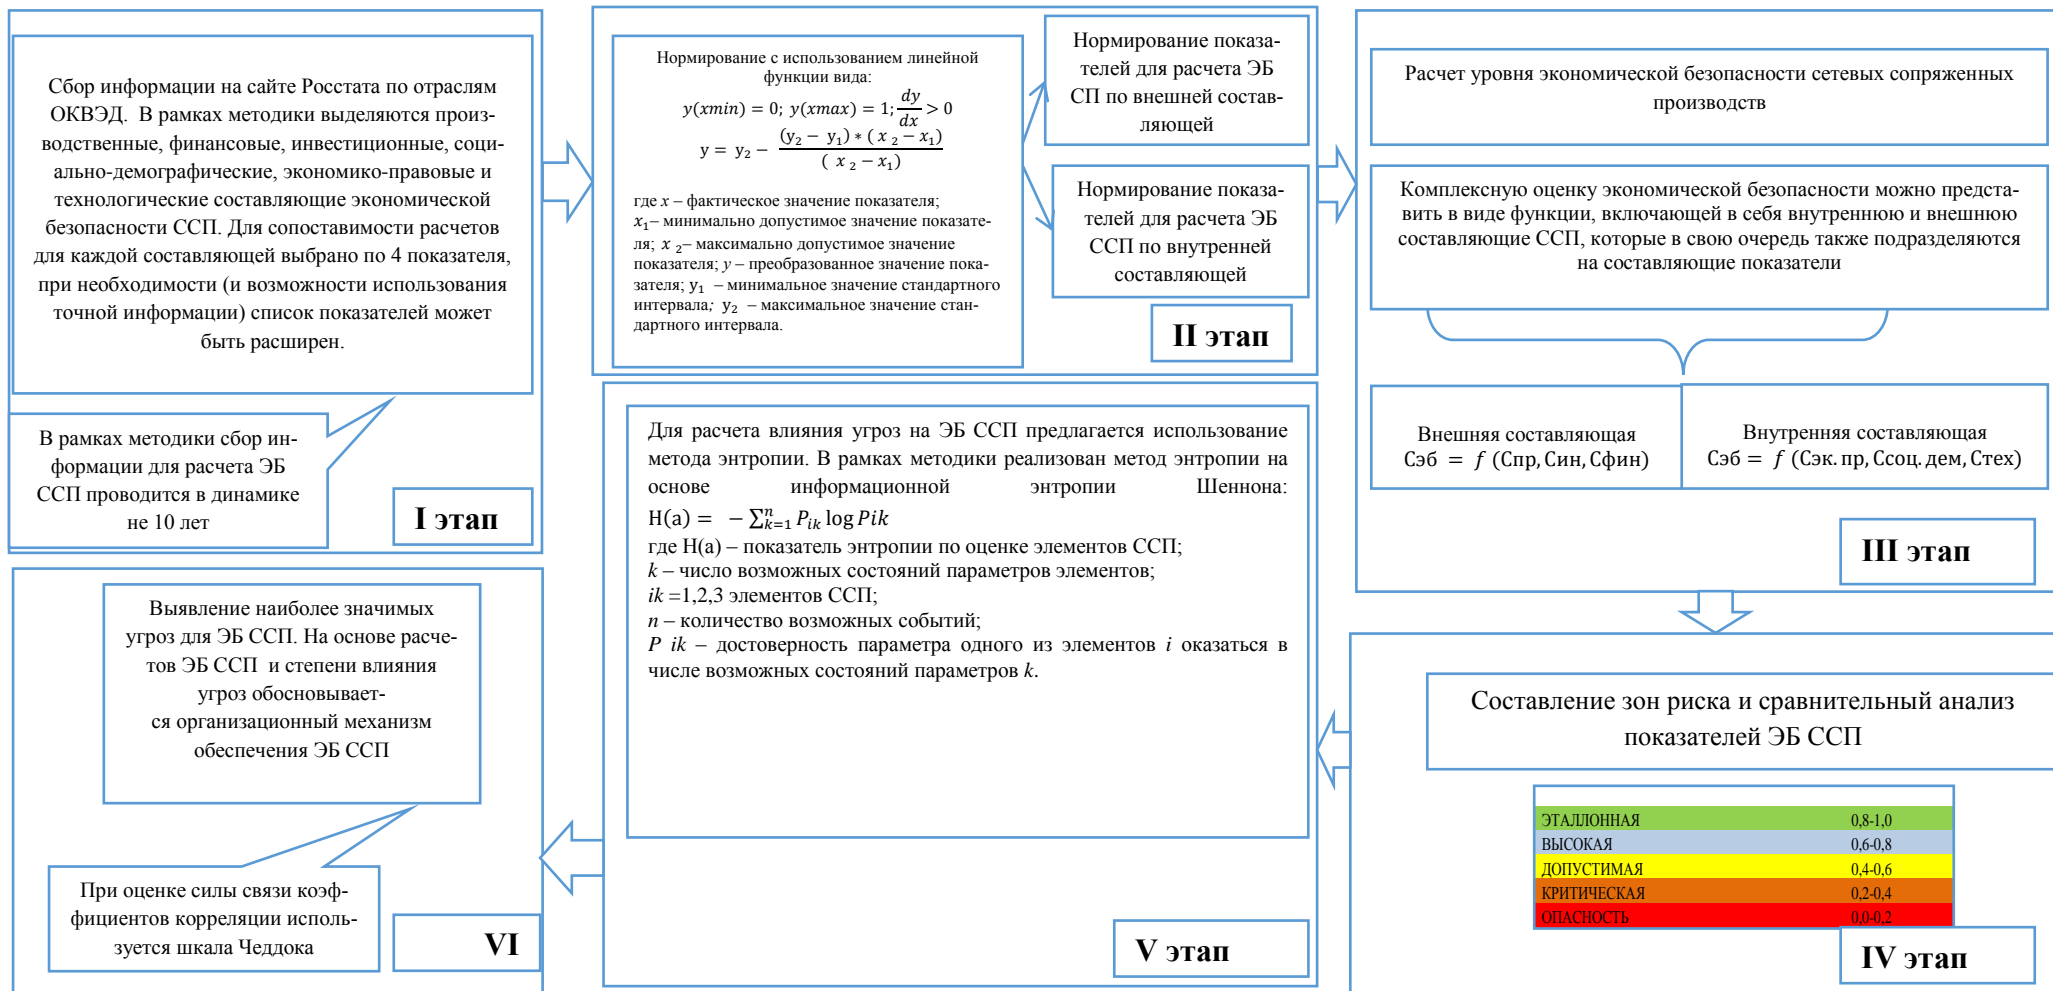 Сбор информации на сайте Росстата по отраслям
ОКВЭД. В рамках методики выделяются произ-
водственные, финансовые, инвестиционные, соци-
ально-демографические, экономико-правовые и
технологические составляющие экономической
безопасности ССП. Для сопоставимости расчетов
для каждой составляющей выбрано по 4 показателя,
при необходимости (и возможности использования
точной информации) список показателей может
быть расширен.
В рамках методики сбор ин-
формации для расчета ЭБ
ССП проводится в динамике
не 10 лет
I этап
Нормирование с использованием линейной
функции вида:
y(xmin) = 0; y(xmax) = 1; dy/dx > 0
y = y₂ − (y₂ − y₁) * ( x ₂ − x₁) / ( x ₂ − x₁)
где x – фактическое значение показателя;
x₁– минимально допустимое значение показате-
ля; x ₂– максимально допустимое значение
показателя; y – преобразованное значение пока-
зателя; y₁ – минимальное значение стандартного
интервала; y₂ – максимальное значение стан-
дартного интервала.
Нормирование показа-
телей для расчета ЭБ
СП по внешней состав-
ляющей
Нормирование показа-
телей для расчета ЭБ
ССП по внутренней
составляющей
II этап
Расчет уровня экономической безопасности сетевых сопряженных
производств
Комплексную оценку экономической безопасности можно предста-
вить в виде функции, включающей в себя внутреннюю и внешнюю
составляющие ССП, которые в свою очередь также подразделяются
на составляющие показатели
Внешняя составляющая
Сэб = f (Спр, Син, Сфин)
Внутренняя составляющая
Сэб = f (Сэк. пр, Ссоц. дем, Стех)
III этап
Составление зон риска и сравнительный анализ
показателей ЭБ ССП
ЭТАЛЛОННАЯ 0,8-1,0
ВЫСОКАЯ 0,6-0,8
ДОПУСТИМАЯ 0,4-0,6
КРИТИЧЕСКАЯ 0,2-0,4
ОПАСНОСТЬ 0,0-0,2
IV этап
Для расчета влияния угроз на ЭБ ССП предлагается использование
метода энтропии. В рамках методики реализован метод энтропии на
основе информационной энтропии Шеннона:
H(a) = − ∑ⁿₖ₌₁ Pᵢₖ log Pik
где H(a) – показатель энтропии по оценке элементов ССП;
k – число возможных состояний параметров элементов;
ik =1,2,3 элементов ССП;
n – количество возможных событий;
P ik – достоверность параметра одного из элементов i оказаться в
числе возможных состояний параметров k.
V этап
Выявление наиболее значимых
угроз для ЭБ ССП. На основе расче-
тов ЭБ ССП и степени влияния
угроз обосновывает-
ся организационный механизм
обеспечения ЭБ ССП
При оценке силы связи коэф-
фициентов корреляции исполь-
зуется шкала Чеддока
VI